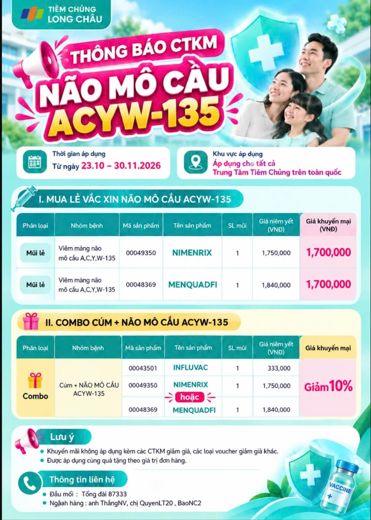 TIÊM CHỦNG
LONG CHÂU
THÔNG BÁO CTKM
NÃO MÔ CẦU
ACYW-135
Thời gian áp dụng
Từ ngày 23.10 – 30.11.2026
Khu vực áp dụng
Áp dụng cho tất cả
Trung Tâm Tiêm Chủng trên toàn quốc
I. MUA LẺ VẮC XIN NÃO MÔ CẦU ACYW-135
Phân loại Nhóm bệnh Mã sản phẩm Tên sản phẩm SL mũi Giá niêm yết (VNĐ) Giá khuyến mại (VNĐ)
Mũi lẻ Viêm màng não mô cầu A,C,Y,W-135 00049350 NIMENRIX 1 1,750,000 1,700,000
Mũi lẻ Viêm màng não mô cầu A,C,Y,W-135 00048369 MENQUADFI 1 1,840,000 1,700,000
II. COMBO CÚM + NÃO MÔ CẦU ACYW-135
Phân loại Nhóm bệnh Mã sản phẩm Tên sản phẩm SL mũi Giá niêm yết (VNĐ) Giá khuyến mại
Combo Cúm + NÃO MÔ CẦU ACYW-135 00043501 INFLUVAC 1 333,000 Giảm 10%
00049350 NIMENRIX 1 1,750,000
hoặc
00048369 MENQUADFI 1 1,840,000
Lưu ý
Khuyến mãi không áp dụng kèm các CTKM giảm giá, các loại voucher giảm giá khác.
Được áp dụng cùng quà tặng theo giá trị đơn hàng.
Thông tin liên hệ
Đầu mối : Tổng đài 87333
Ngành hàng : anh ThắngNV, chị QuyenLT20 , BaoNC2
VACCINE